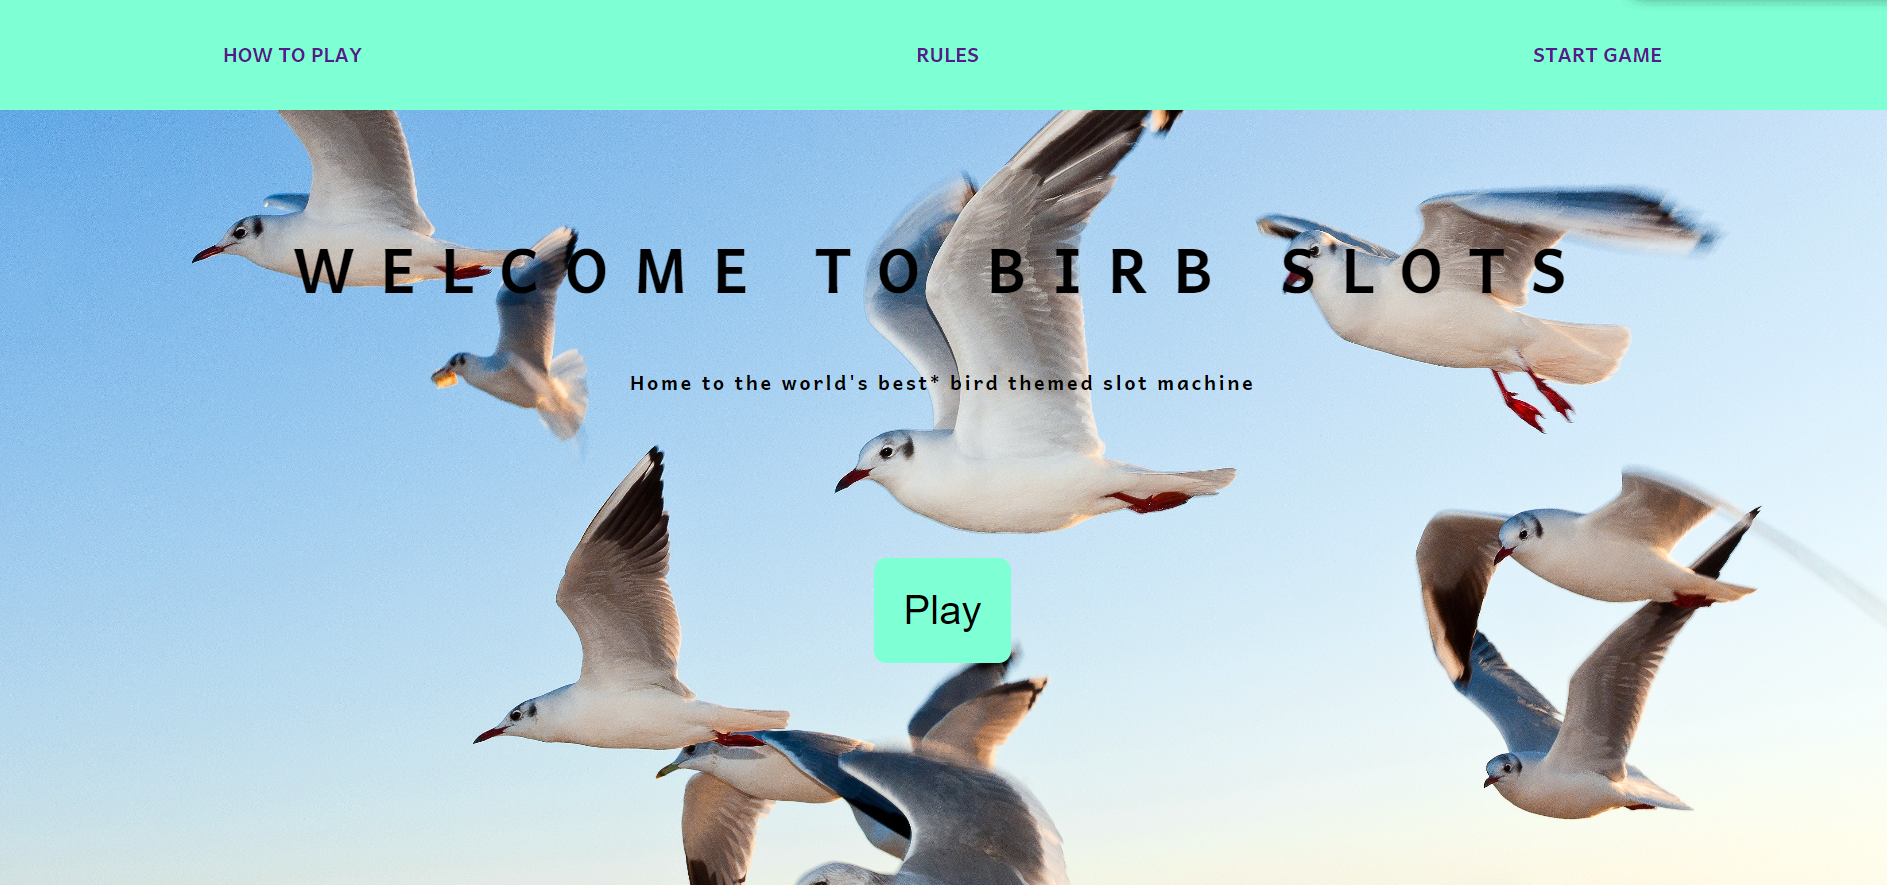 HOW TO PLAY
RULES
START GAME
WELCOME TO BIRB SLOTS
Home to the world's best* bird themed slot machine
Play